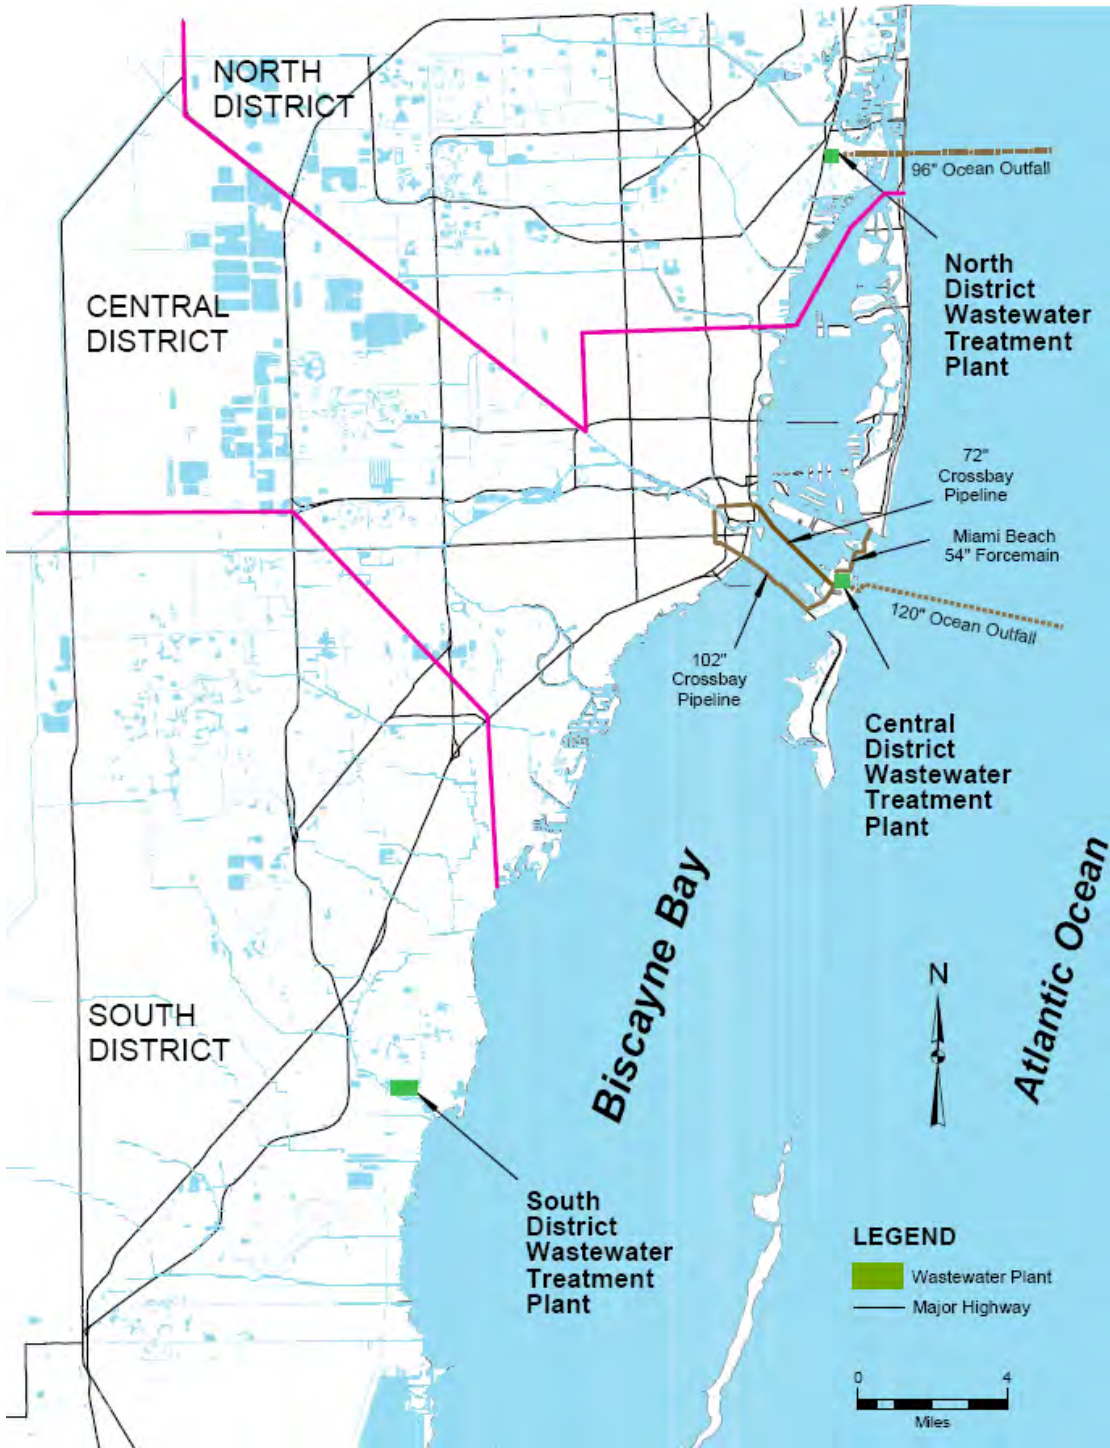 NORTH
DISTRICT
96" Ocean Outfall
North
District
Wastewater
Treatment
Plant
CENTRAL
DISTRICT
72"
Crossbay
Pipeline
Miami Beach
54" Forcemain
120" Ocean Outfall
102"
Crossbay
Pipeline
Central
District
Wastewater
Treatment
Plant
Biscayne Bay
Atlantic Ocean
N
SOUTH
DISTRICT
South
District
Wastewater
Treatment
Plant
LEGEND
Wastewater Plant
Major Highway
0 4
Miles